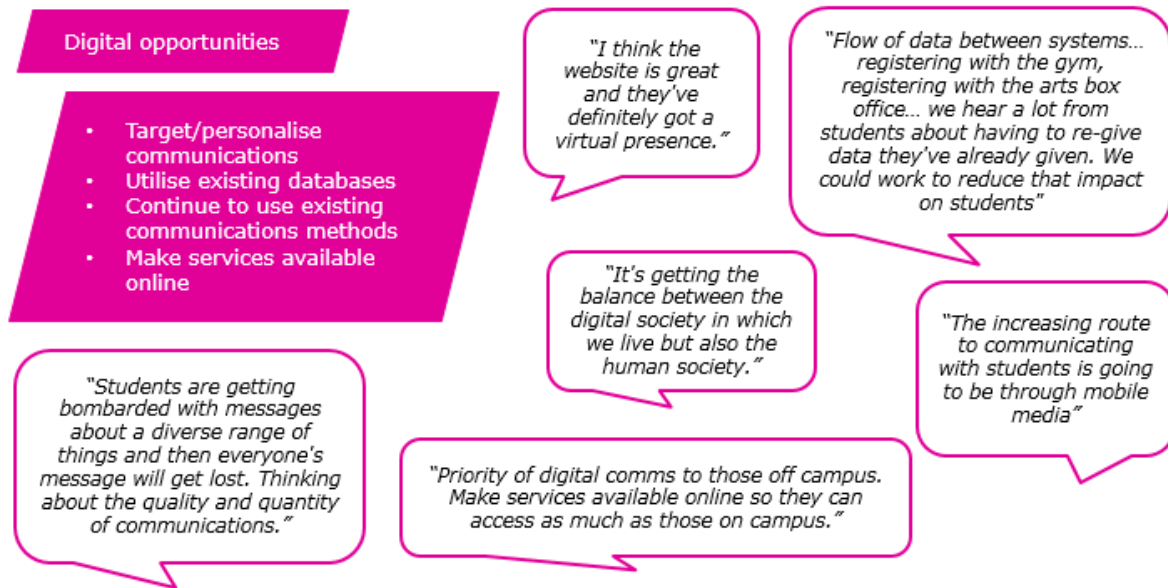 Digital opportunities
• Target/personalise
communications
• Utilise existing databases
• Continue to use existing
communications methods
• Make services available
online
“I think the
website is great
and they've
definitely got a
virtual presence.”
“Flow of data between systems…
registering with the gym,
registering with the arts box
office… we hear a lot from
students about having to re-give
data they've already given. We
could work to reduce that impact
on students"
“It's getting the
balance between the
digital society in which
we live but also the
human society.”
“The increasing route
to communicating
with students is going
to be through mobile
media”
“Students are getting
bombarded with messages
about a diverse range of
things and then everyone's
message will get lost. Thinking
about the quality and quantity
of communications.”
“Priority of digital comms to those off campus.
Make services available online so they can
access as much as those on campus.”